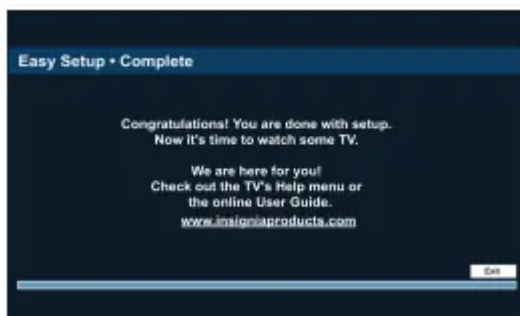 Easy Setup • Complete
Congratulations! You are done with setup.
Now it's time to watch some TV.
We are here for you!
Check out the TV's Help menu or
the online User Guide.
www.insigniaproducts.com
Exit